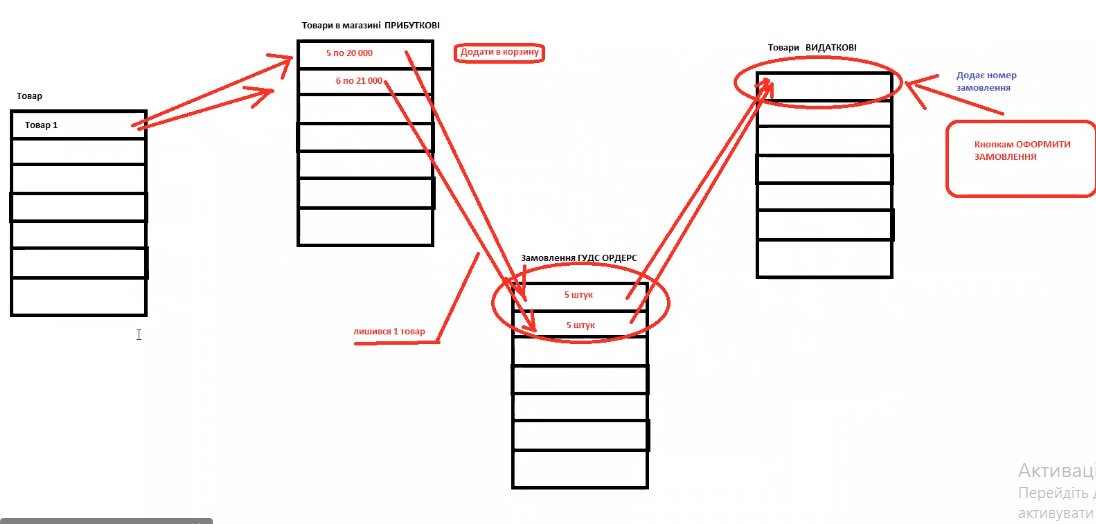 Товари в магазині ПРИБУТКОВІ
5 по 20 000
6 по 21 000
Додати в корзину
Товари ВИДАТКОВІ
Додає номер
замовлення
Товар
Товар 1
Кнопкам ОФОРМИТИ
ЗАМОВЛЕННЯ
Замовлення ГУДС ОРДЕРС
5 штук
5 штук
лишився 1 товар
Активаці
Перейдіть д
активувати